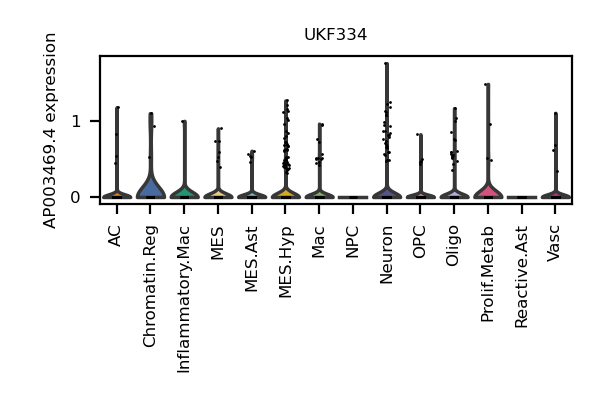 UKF334
AP003469.4 expression
1
0
AC
Chromatin.Reg
Inflammatory.Mac
MES
MES.Ast
MES.Hyp
Mac
NPC
Neuron
OPC
Oligo
Prolif.Metab
Reactive.Ast
Vasc